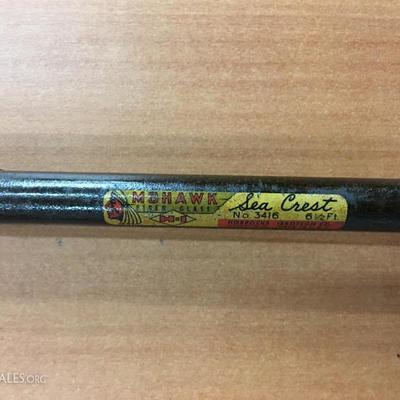 MOHAWK
FIBER GLASS
H-I
Sea Crest
No. 3416 6½ Ft.
ALES.ORG